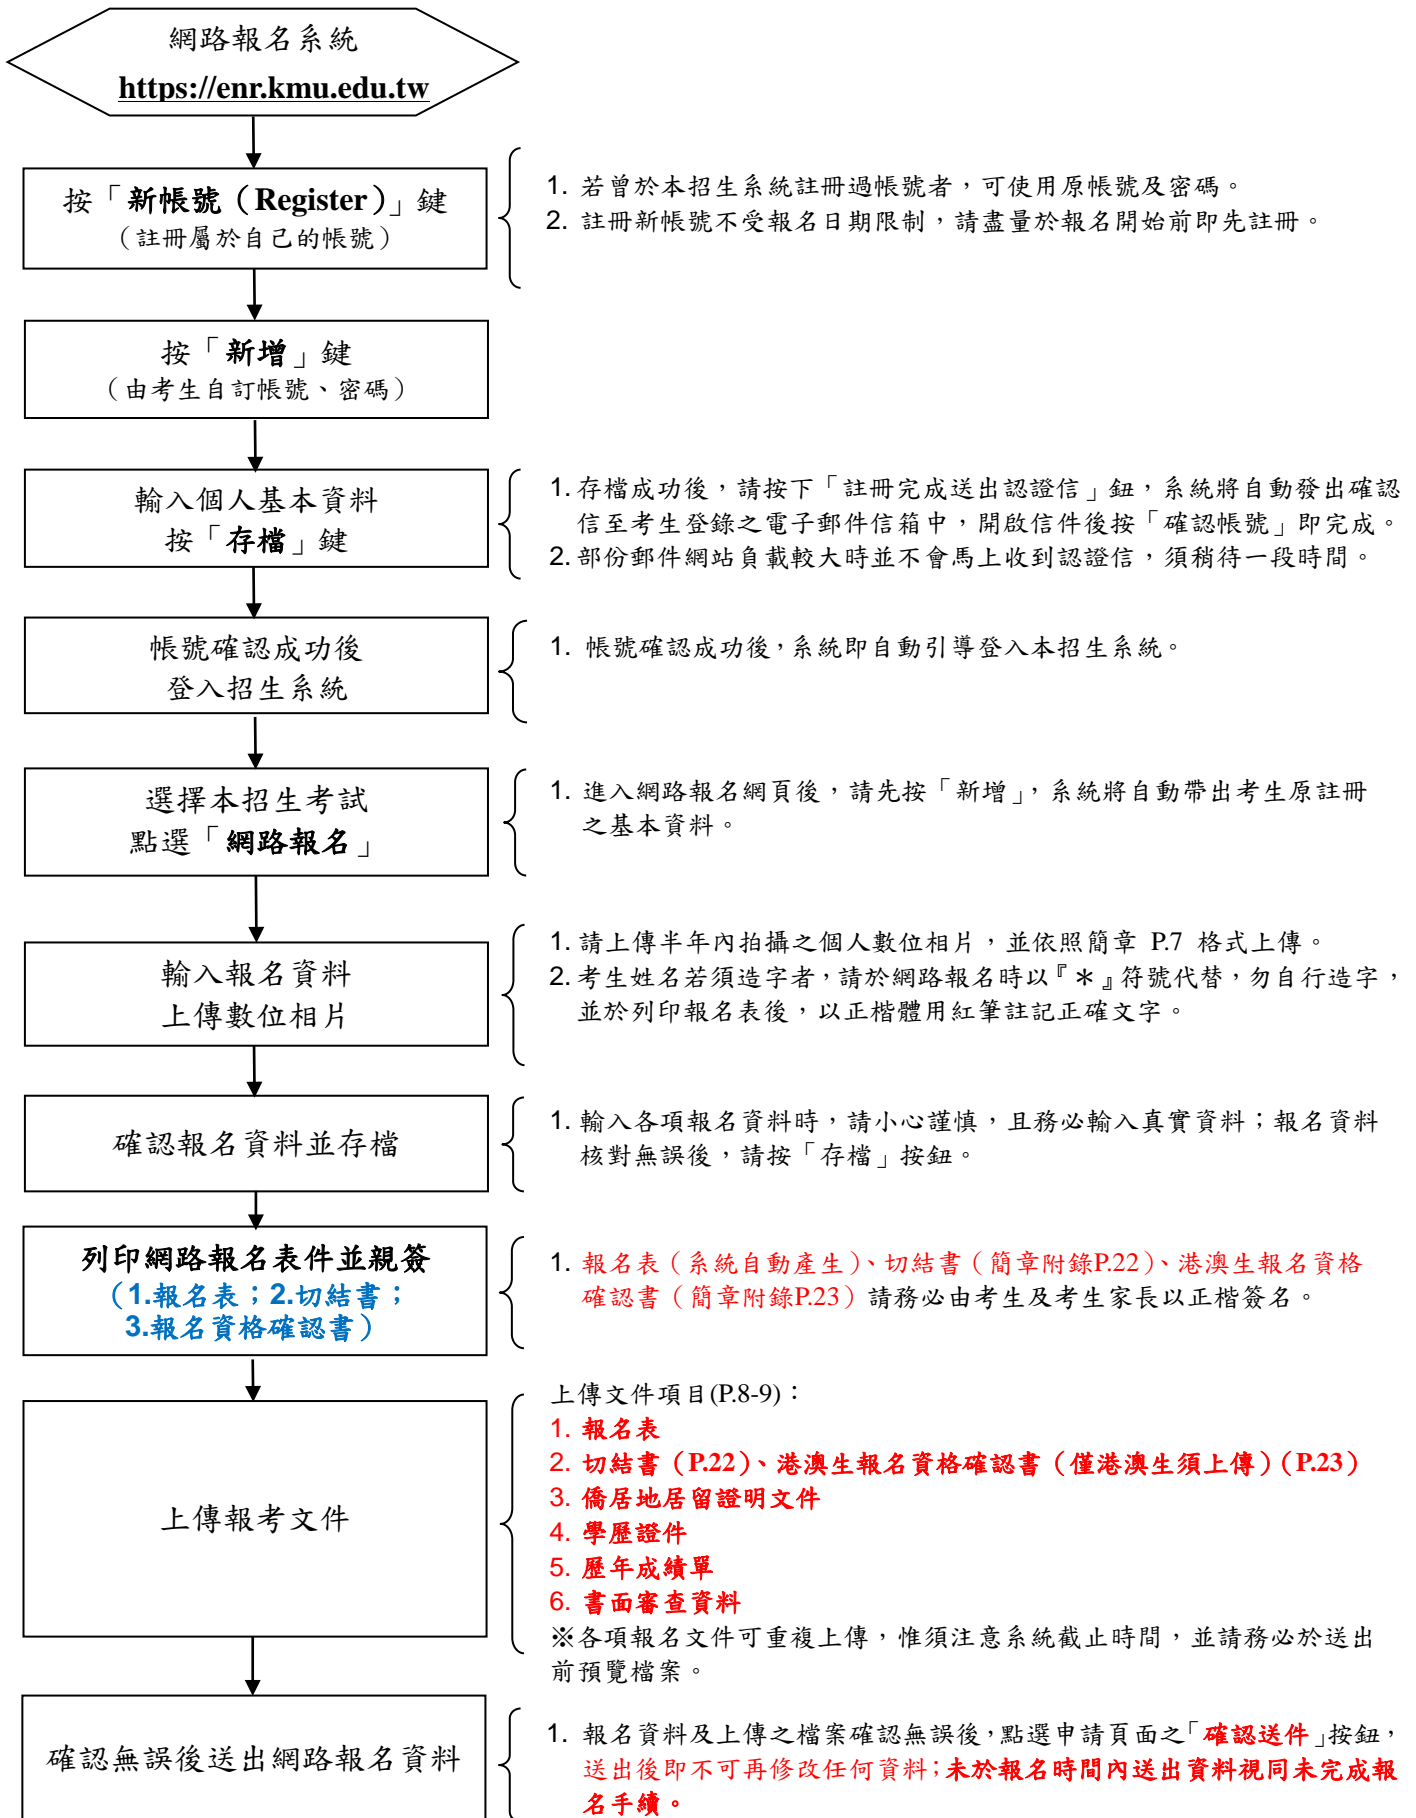 網路報名系統
https://enr.kmu.edu.tw
按「新帳號（Register）」鍵
（註冊屬於自己的帳號）
1. 若曾於本招生系統註冊過帳號者，可使用原帳號及密碼。
2. 註冊新帳號不受報名日期限制，請盡量於報名開始前即先註冊。
按「新增」鍵
（由考生自訂帳號、密碼）
輸入個人基本資料
按「存檔」鍵
1. 存檔成功後，請按下「註冊完成送出認證信」鈕，系統將自動發出確認
信至考生登錄之電子郵件信箱中，開啟信件後按「確認帳號」即完成。
2. 部份郵件網站負載較大時並不會馬上收到認證信，須稍待一段時間。
帳號確認成功後
登入招生系統
1. 帳號確認成功後，系統即自動引導登入本招生系統。
選擇本招生考試
點選「網路報名」
1. 進入網路報名網頁後，請先按「新增」，系統將自動帶出考生原註冊
之基本資料。
輸入報名資料
上傳數位相片
1. 請上傳半年內拍攝之個人數位相片，並依照簡章 P.7 格式上傳。
2. 考生姓名若須造字者，請於網路報名時以『＊』符號代替，勿自行造字，
並於列印報名表後，以正楷體用紅筆註記正確文字。
確認報名資料並存檔
1. 輸入各項報名資料時，請小心謹慎，且務必輸入真實資料；報名資料
核對無誤後，請按「存檔」按鈕。
列印網路報名表件並親簽
（1.報名表；2.切結書；
3.報名資格確認書）
1. 報名表（系統自動產生）、切結書（簡章附錄P.22）、港澳生報名資格
確認書（簡章附錄P.23）請務必由考生及考生家長以正楷簽名。
上傳報考文件
上傳文件項目(P.8-9)：
1. 報名表
2. 切結書（P.22）、港澳生報名資格確認書（僅港澳生須上傳）（P.23）
3. 僑居地居留證明文件
4. 學歷證件
5. 歷年成績單
6. 書面審查資料
※各項報名文件可重複上傳，惟須注意系統截止時間，並請務必於送出
前預覽檔案。
確認無誤後送出網路報名資料
1. 報名資料及上傳之檔案確認無誤後，點選申請頁面之「確認送件」按鈕，
送出後即不可再修改任何資料；未於報名時間內送出資料視同未完成報
名手續。